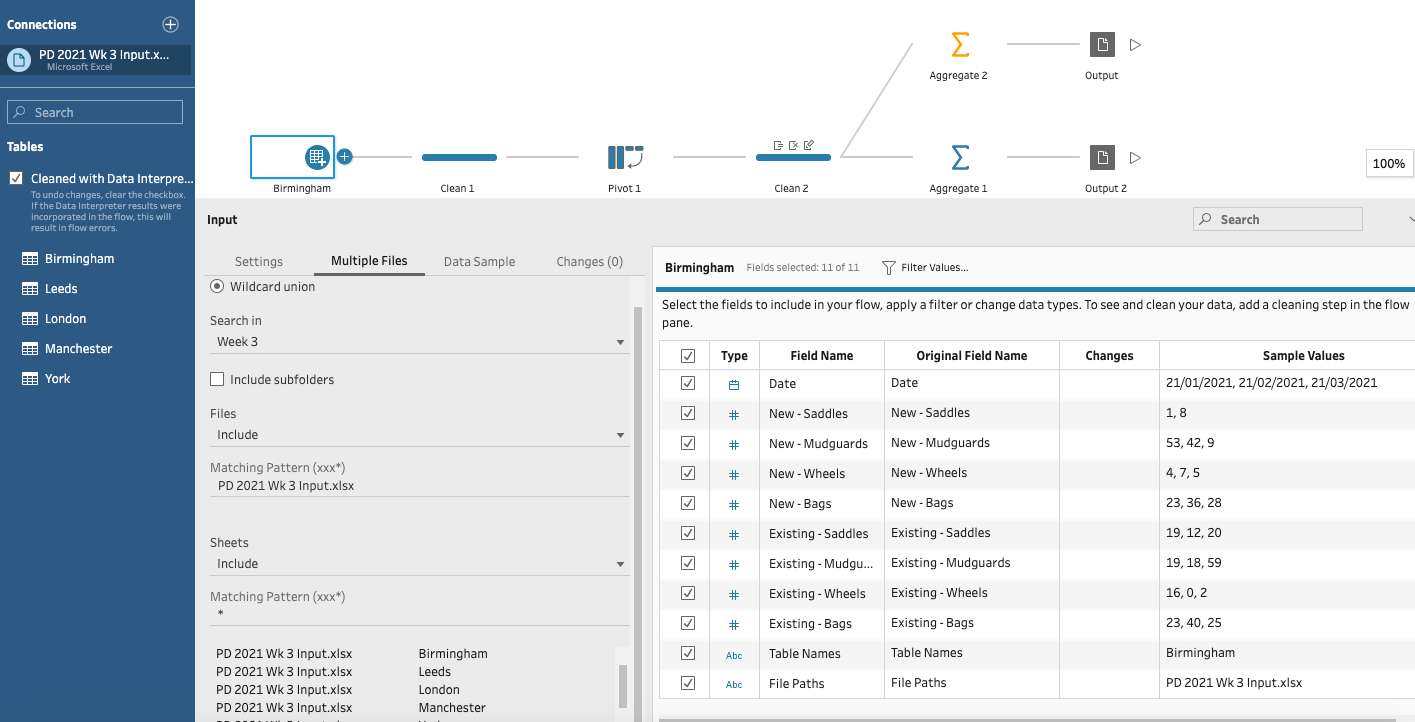 Connections
PD 2021 Wk 3 Input.x...
Microsoft Excel
Search
Tables
Cleaned with Data Interpre...
To undo changes, clear the checkbox.
If the Data Interpreter results were
incorporated in the flow, this will
result in flow errors.
Birmingham
Leeds
London
Manchester
York
Aggregate 2
Output
Birmingham
Clean 1
Pivot 1
Clean 2
Aggregate 1
Output 2
100%
Input
Search
Settings
Multiple Files
Data Sample
Changes (0)
Wildcard union
Search in
Week 3
Include subfolders
Files
Include
Matching Pattern (xxx*)
PD 2021 Wk 3 Input.xlsx
Sheets
Include
Matching Pattern (xxx*)
*
PD 2021 Wk 3 Input.xlsx Birmingham
PD 2021 Wk 3 Input.xlsx Leeds
PD 2021 Wk 3 Input.xlsx London
PD 2021 Wk 3 Input.xlsx Manchester
Birmingham Fields selected: 11 of 11 Filter Values...
Select the fields to include in your flow, apply a filter or change data types. To see and clean your data, add a cleaning step in the flow
pane.
Type Field Name Original Field Name Changes Sample Values
Date Date 21/01/2021, 21/02/2021, 21/03/2021
# New - Saddles New - Saddles 1, 8
# New - Mudguards New - Mudguards 53, 42, 9
# New - Wheels New - Wheels 4, 7, 5
# New - Bags New - Bags 23, 36, 28
# Existing - Saddles Existing - Saddles 19, 12, 20
# Existing - Mudgu... Existing - Mudguards 19, 18, 59
# Existing - Wheels Existing - Wheels 16, 0, 2
# Existing - Bags Existing - Bags 23, 40, 25
Abc Table Names Table Names Birmingham
Abc File Paths File Paths PD 2021 Wk 3 Input.xlsx